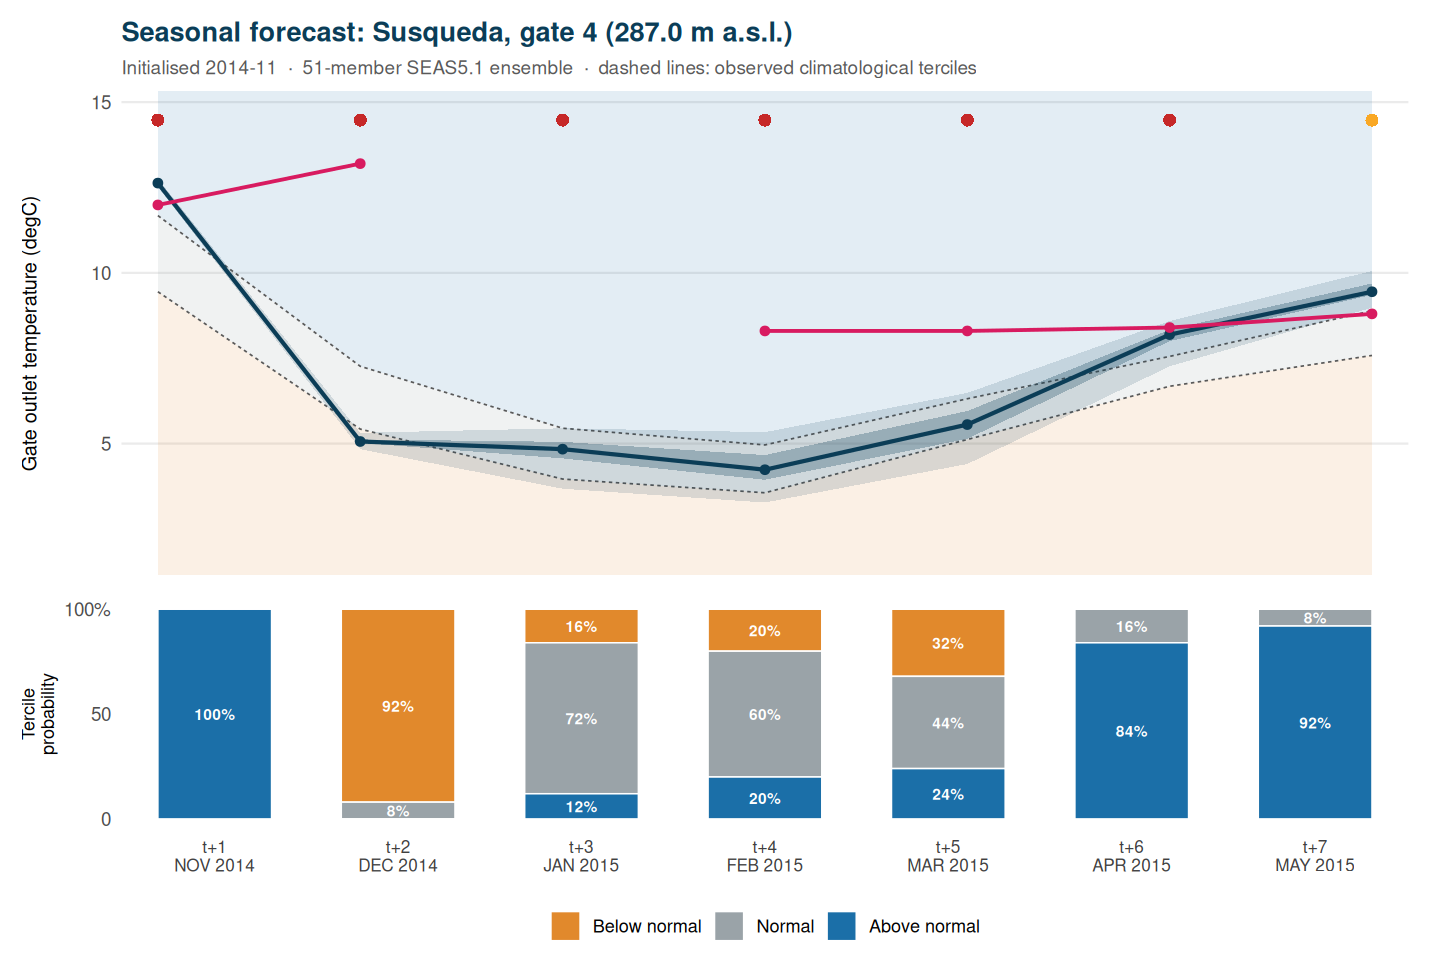 Seasonal forecast: Susqueda, gate 4 (287.0 m a.s.l.)
Initialised 2014-11 · 51-member SEAS5.1 ensemble · dashed lines: observed climatological terciles
Gate outlet temperature (degC)
15
10
5
Tercile
probability
100%
50
0
100%
92%
8%
16%
72%
12%
20%
60%
20%
32%
44%
24%
16%
84%
8%
92%
t+1
NOV 2014
t+2
DEC 2014
t+3
JAN 2015
t+4
FEB 2015
t+5
MAR 2015
t+6
APR 2015
t+7
MAY 2015
Below normal
Normal
Above normal